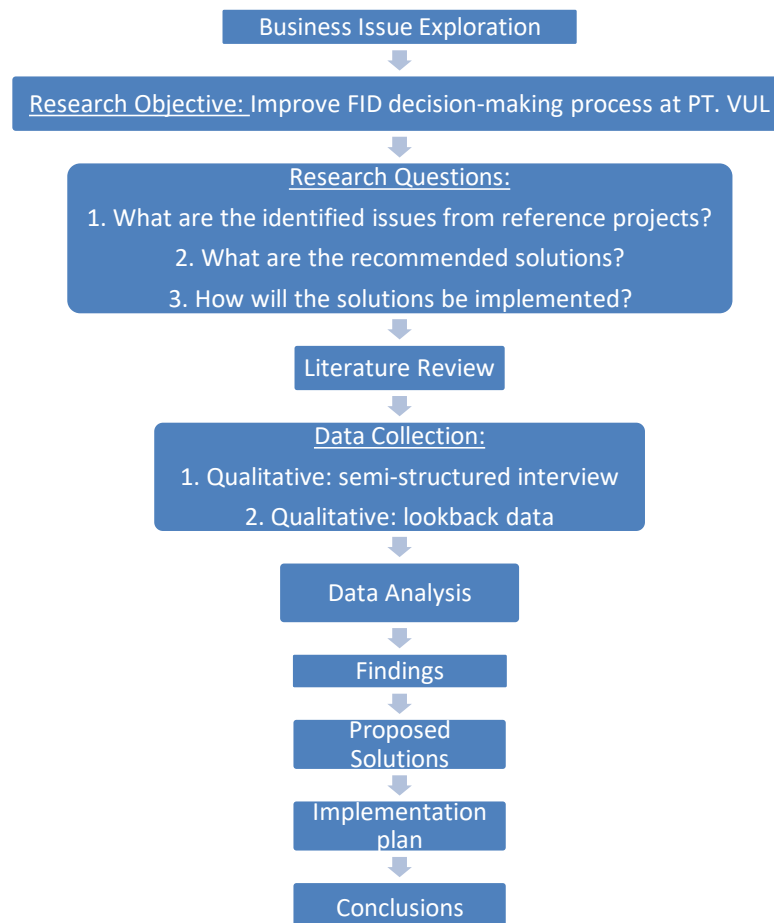 Business Issue Exploration
Research Objective: Improve FID decision-making process at PT. VUL
Research Questions:
1. What are the identified issues from reference projects?
2. What are the recommended solutions?
3. How will the solutions be implemented?
Literature Review
Data Collection:
1. Qualitative: semi-structured interview
2. Qualitative: lookback data
Data Analysis
Findings
Proposed
Solutions
Implementation
plan
Conclusions